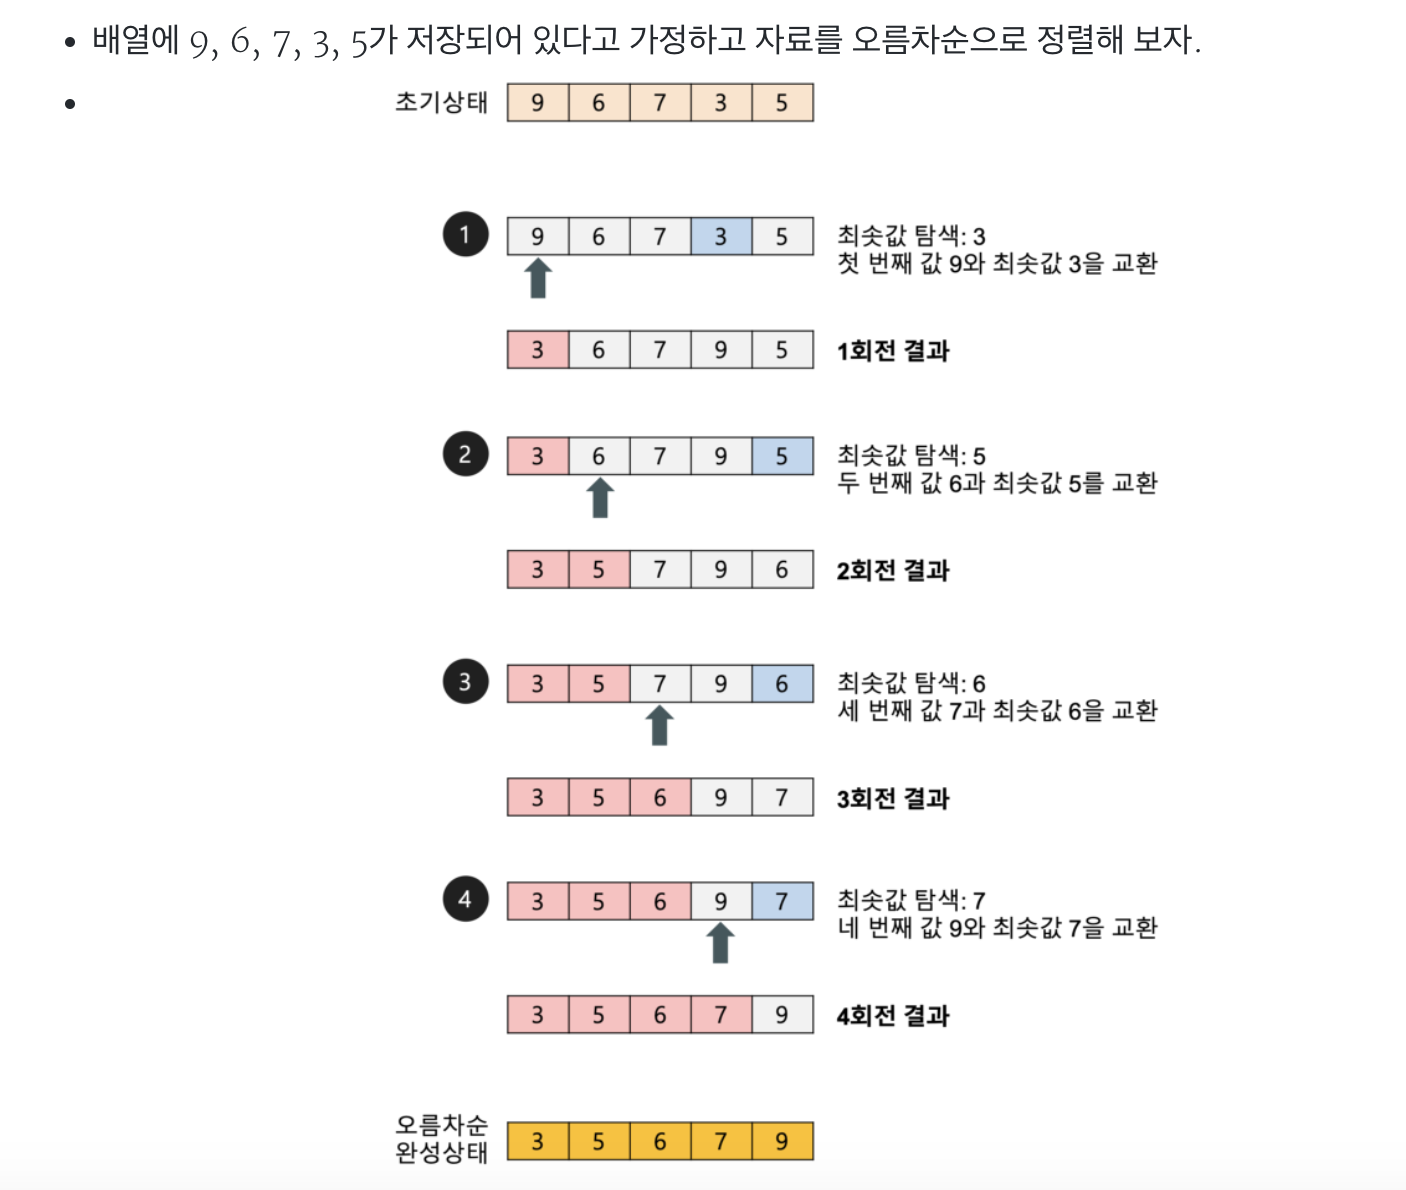 • 배열에 9, 6, 7, 3, 5가 저장되어 있다고 가정하고 자료를 오름차순으로 정렬해 보자.
•
초기상태 9 6 7 3 5
1 9 6 7 3 5 최솟값 탐색: 3
첫 번째 값 9와 최솟값 3을 교환
3 6 7 9 5 1회전 결과
2 3 6 7 9 5 최솟값 탐색: 5
두 번째 값 6과 최솟값 5를 교환
3 5 7 9 6 2회전 결과
3 3 5 7 9 6 최솟값 탐색: 6
세 번째 값 7과 최솟값 6을 교환
3 5 6 9 7 3회전 결과
4 3 5 6 9 7 최솟값 탐색: 7
네 번째 값 9와 최솟값 7을 교환
3 5 6 7 9 4회전 결과
오름차순
완성상태 3 5 6 7 9